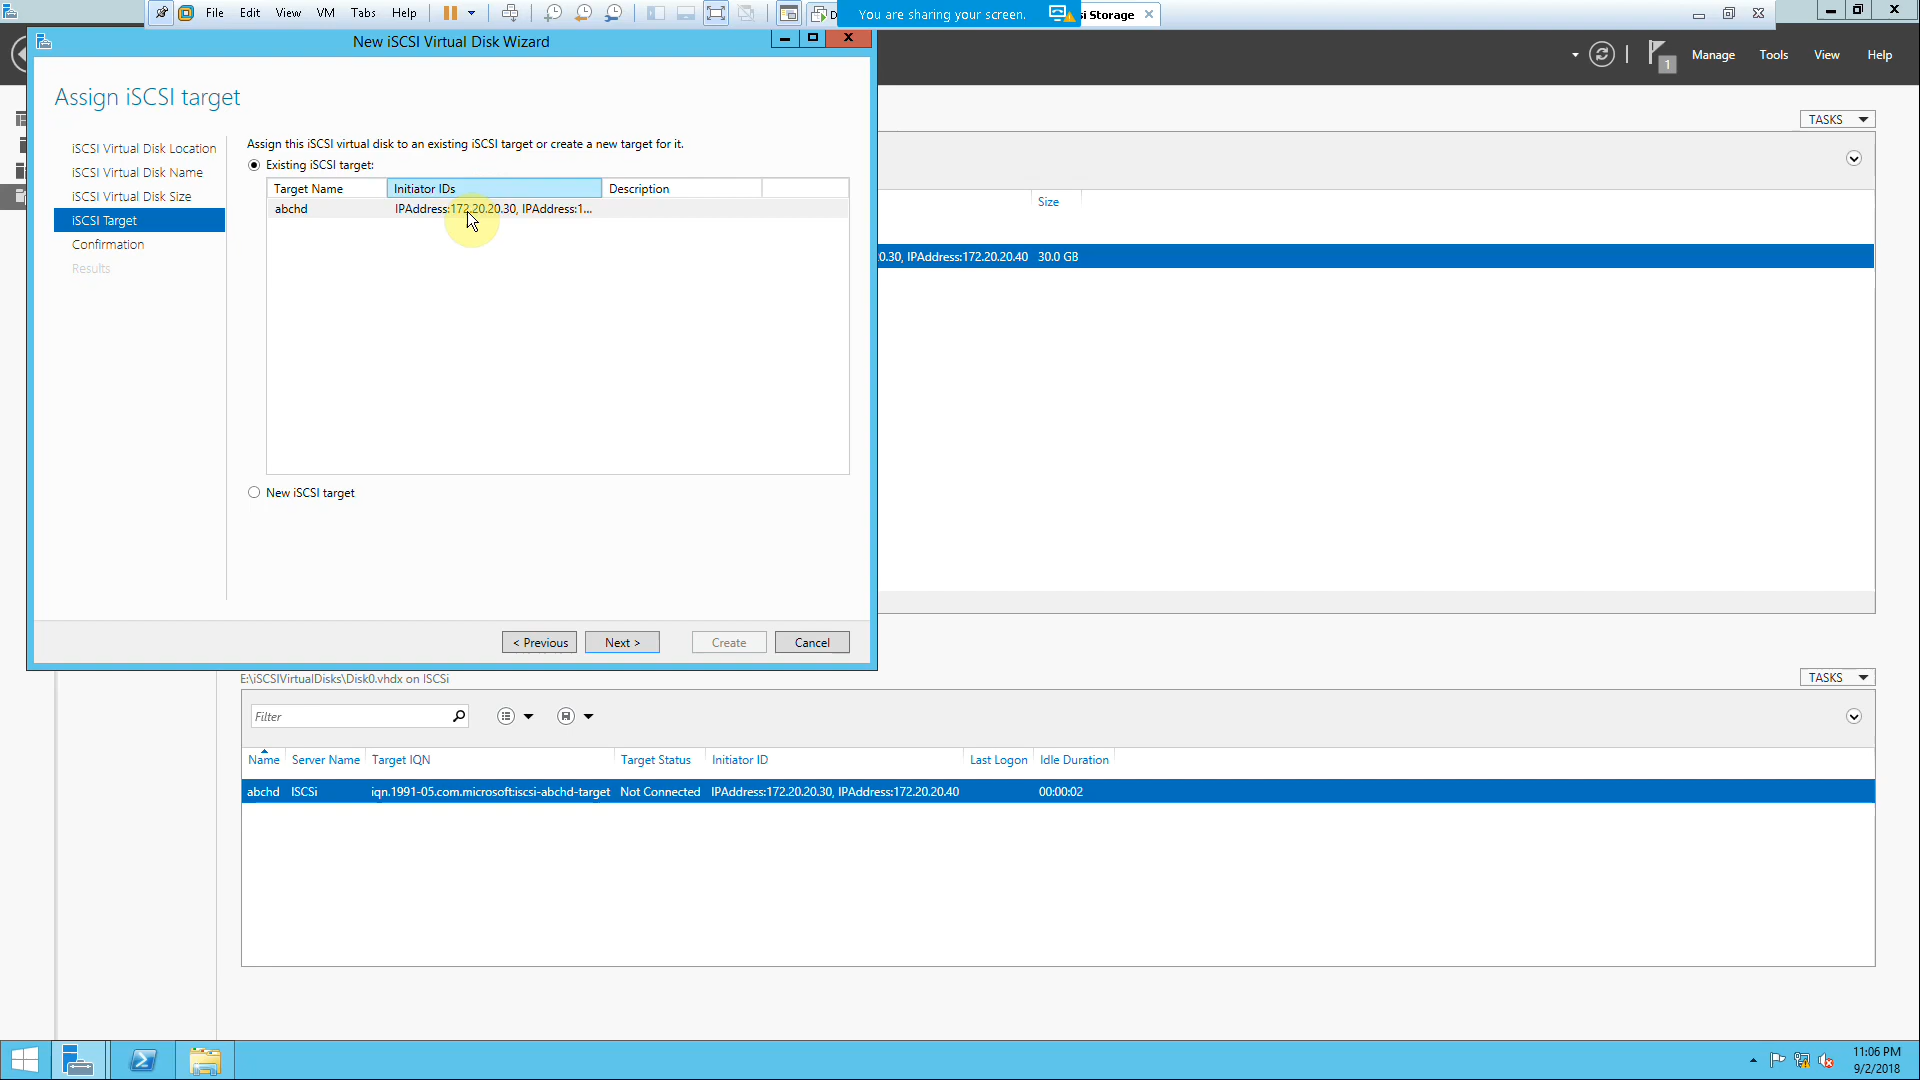 File Edit View VM Tabs Help
You are sharing your screen.
si Storage
New iSCSI Virtual Disk Wizard
1
Manage Tools View Help
Assign iSCSI target
TASKS
iSCSI Virtual Disk Location
iSCSI Virtual Disk Name
iSCSI Virtual Disk Size
iSCSI Target
Confirmation
Results
Assign this iSCSI virtual disk to an existing iSCSI target or create a new target for it.
Existing iSCSI target:
Target Name Initiator IDs Description
abchd IPAddress:172.20.20.30, IPAddress:1...
New iSCSI target
< Previous Next > Create Cancel
Size
0.30, IPAddress:172.20.20.40 30.0 GB
E:\iSCSIVirtualDisks\Disk0.vhdx on ISCSi
TASKS
Filter
Name Server Name Target IQN Target Status Initiator ID Last Logon Idle Duration
abchd ISCSi iqn.1991-05.com.microsoft:iscsi-abchd-target Not Connected IPAddress:172.20.20.30, IPAddress:172.20.20.40 00:00:02
11:06 PM
9/2/2018